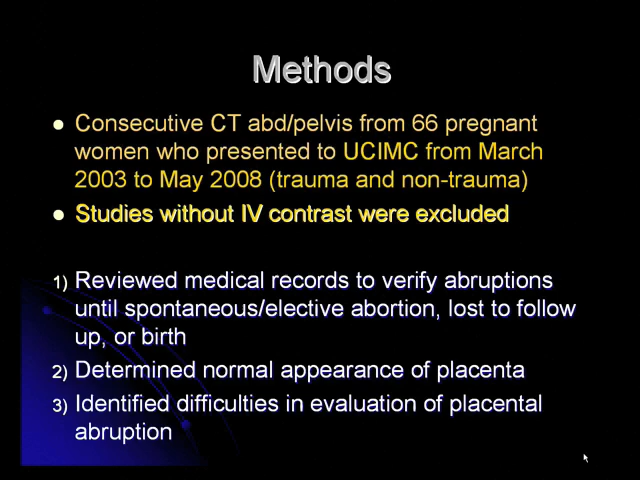 Methods
Consecutive CT abd/pelvis from 66 pregnant
women who presented to UCIMC from March
2003 to May 2008 (trauma and non-trauma)
Studies without IV contrast were excluded
1) Reviewed medical records to verify abruptions
until spontaneous/elective abortion, lost to follow
up, or birth
2) Determined normal appearance of placenta
3) Identified difficulties in evaluation of placental
abruption